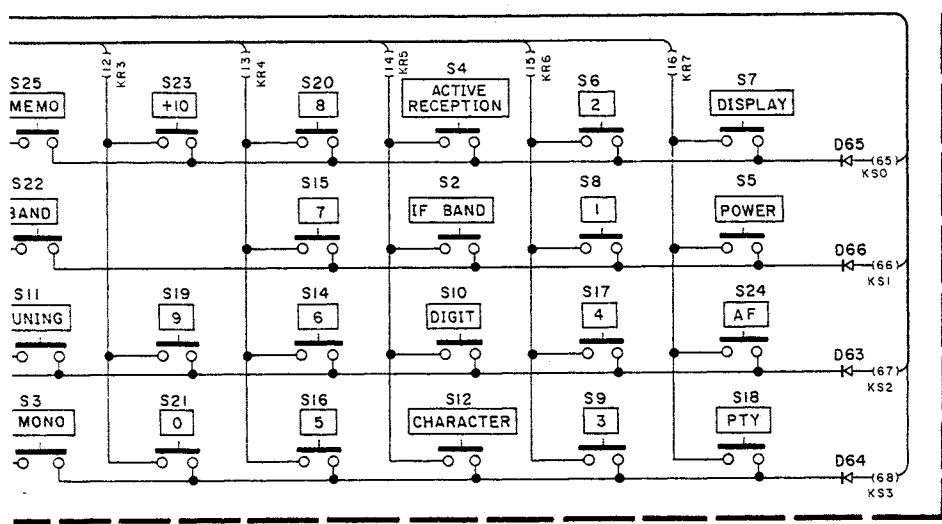 (12) KR3
(13) KR4
(14) KR5
(15) KR6
(16) KR7
S25 S23 S20 S4 S6 S7
MEMO +10 8 ACTIVE RECEPTION 2 DISPLAY
D65
(65)
KS0
S22 S15 S2 S8 S5
BAND 7 IF BAND 1 POWER
D66
(66)
KS1
S11 S19 S14 S10 S17 S24
UNING 9 6 DIGIT 4 AF
D63
(67)
KS2
S3 S21 S16 S12 S9 S18
MONO 0 5 CHARACTER 3 PTY
D64
(68)
KS3